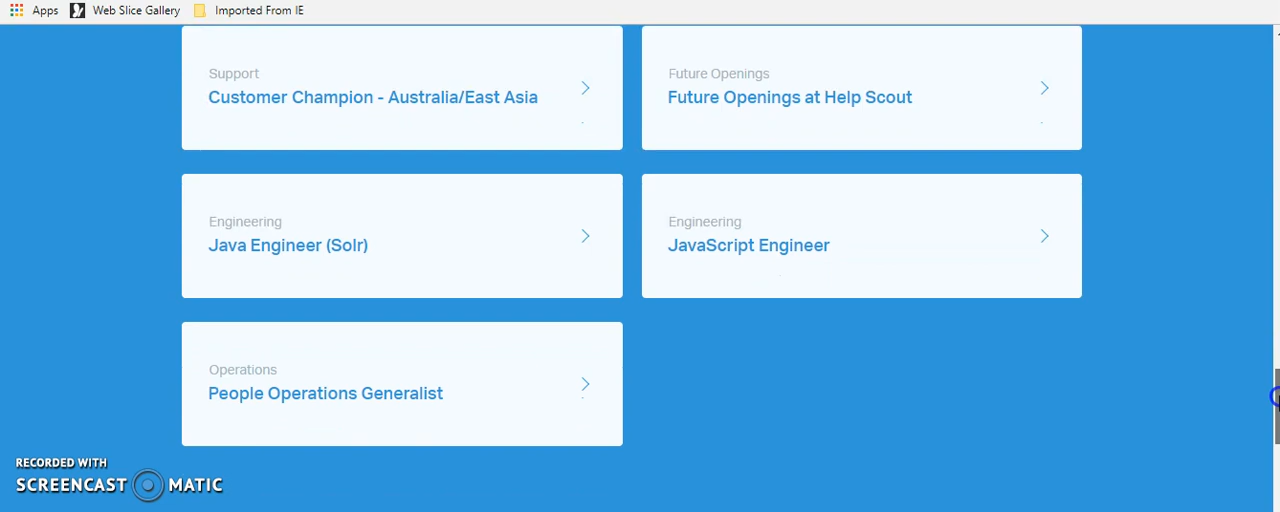 Apps Web Slice Gallery Imported From IE
Support
Customer Champion - Australia/East Asia
Future Openings
Future Openings at Help Scout
Engineering
Java Engineer (Solr)
Engineering
JavaScript Engineer
Operations
People Operations Generalist
RECORDED WITH
SCREENCAST MATIC